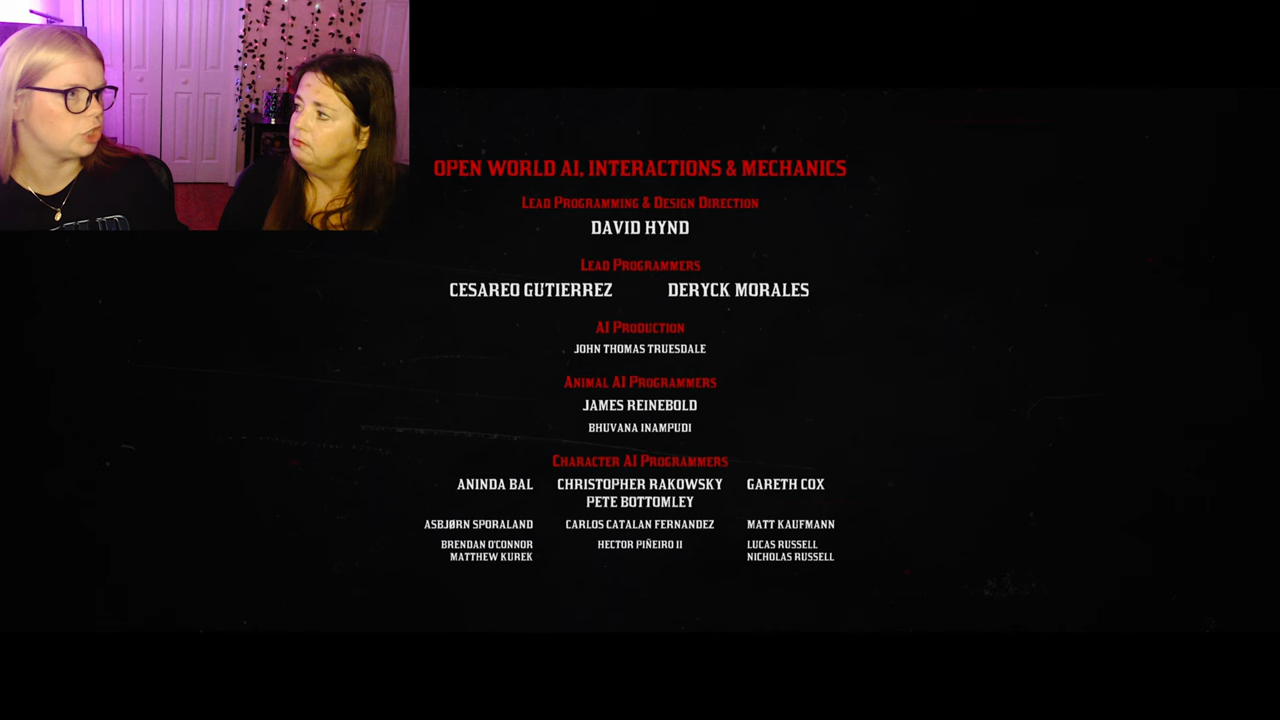 OPEN WORLD AI, INTERACTIONS & MECHANICS
LEAD PROGRAMMING & DESIGN DIRECTION
DAVID HYND
LEAD PROGRAMMERS
CESAREO GUTIERREZ DERYCK MORALES
AI PRODUCTION
JOHN THOMAS TRUESDALE
ANIMAL AI PROGRAMMERS
JAMES REINEBOLD
BHUVANA INAMPUDI
CHARACTER AI PROGRAMMERS
ANINDA BAL CHRISTOPHER RAKOWSKY GARETH COX
PETE BOTTOMLEY
ASBJØRN SPORALAND CARLOS CATALAN FERNANDEZ MATT KAUFMANN
BRENDAN O'CONNOR HECTOR PIÑEIRO II LUCAS RUSSELL
MATTHEW KUREK NICHOLAS RUSSELL